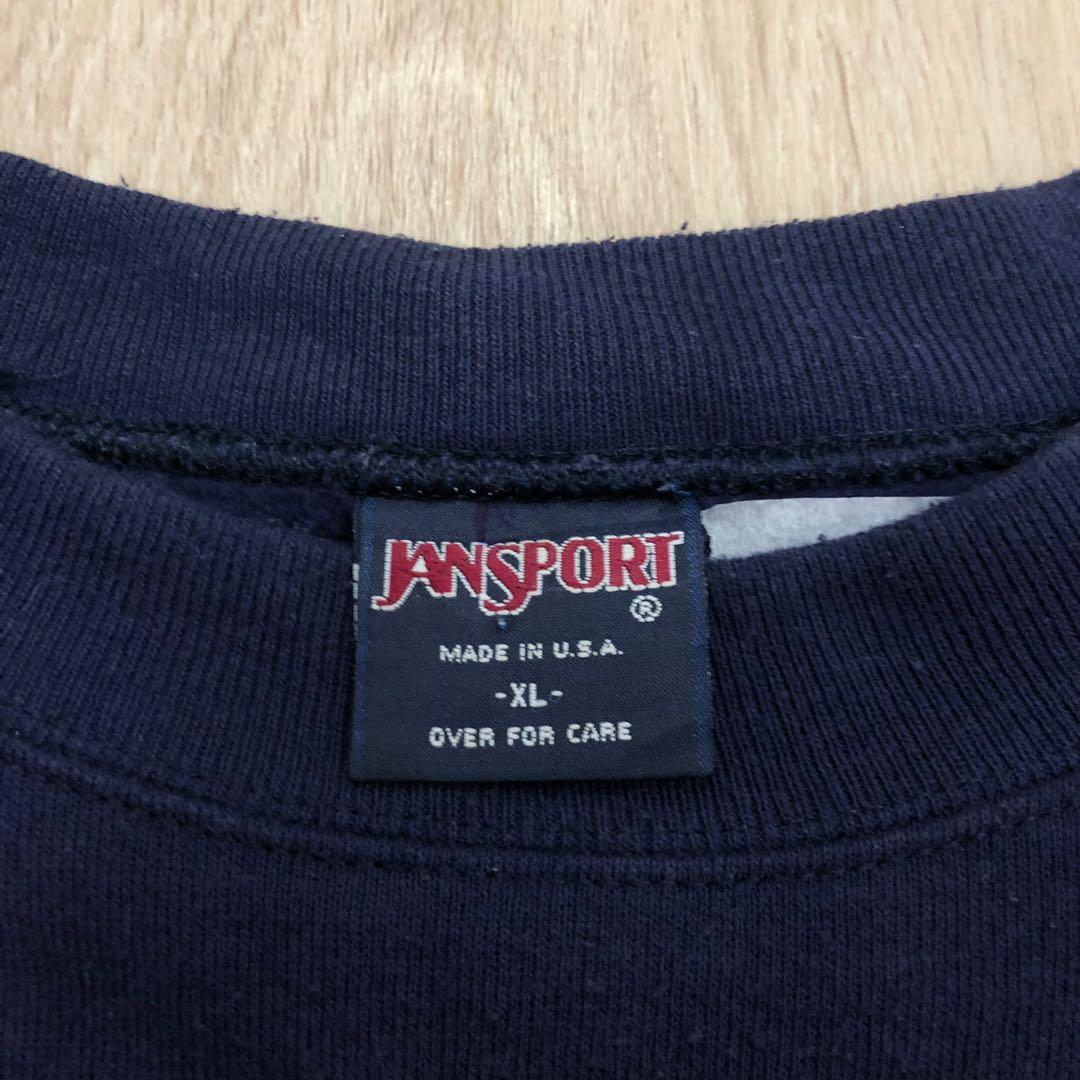 JANSPORT
®
MADE IN U.S.A.
-XL-
OVER FOR CARE